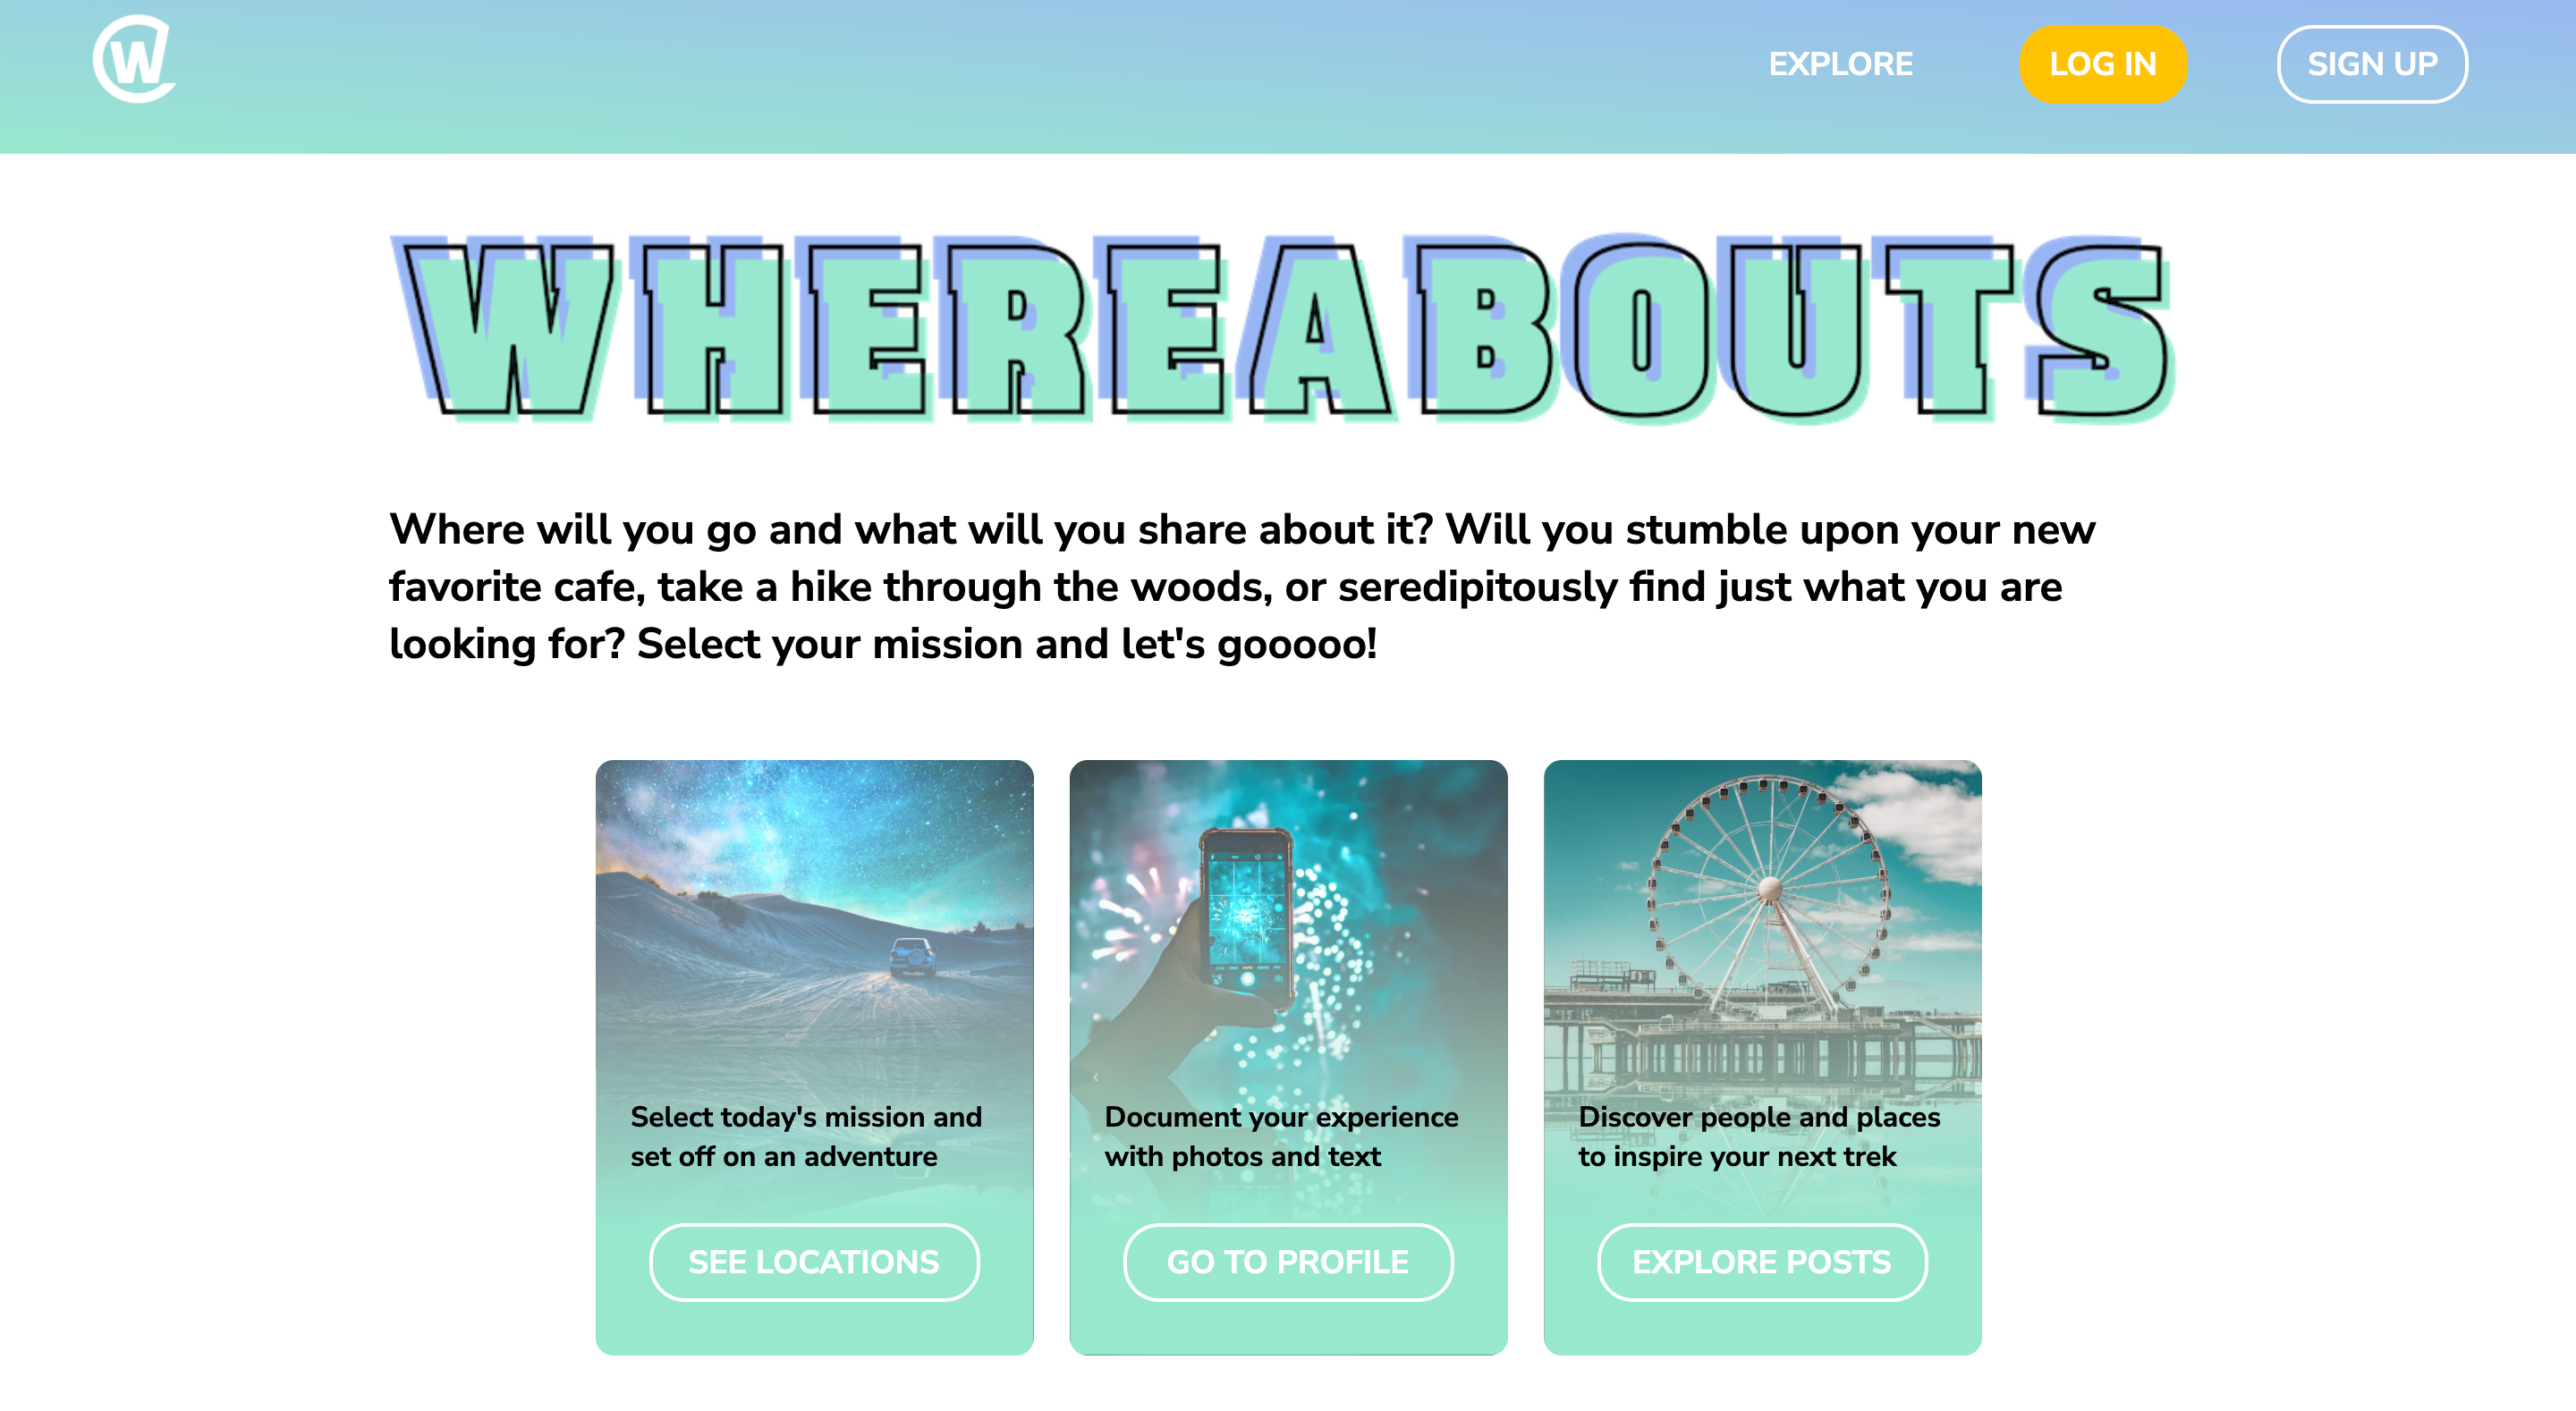 W
EXPLORE
LOG IN
SIGN UP
WHEREABOUTS
Where will you go and what will you share about it? Will you stumble upon your new
favorite cafe, take a hike through the woods, or seredipitously find just what you are
looking for? Select your mission and let's gooooo!
Select today's mission and
set off on an adventure
SEE LOCATIONS
Document your experience
with photos and text
GO TO PROFILE
Discover people and places
to inspire your next trek
EXPLORE POSTS